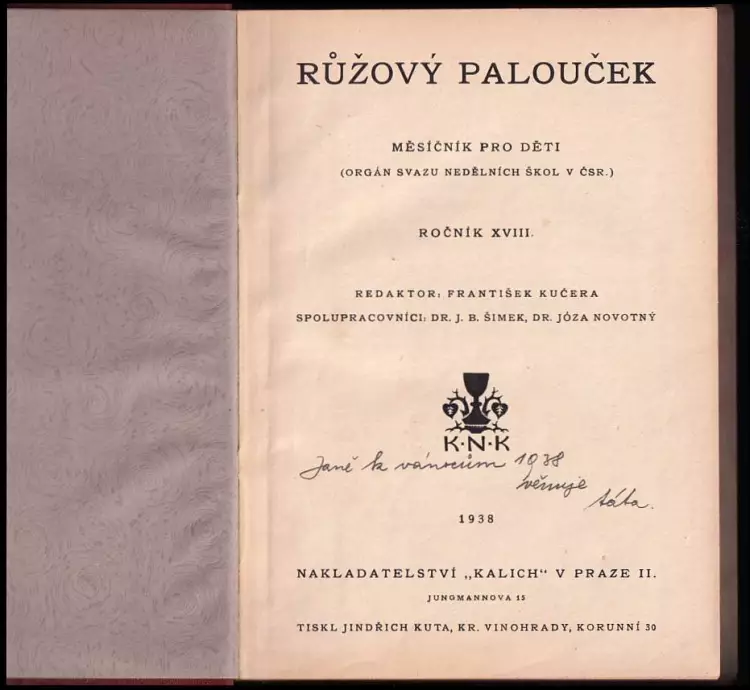 RŮŽOVÝ PALOUČEK
MĚSÍČNÍK PRO DĚTI
(ORGÁN SVAZU NEDĚLNÍCH ŠKOL V ČSR.)
ROČNÍK XVIII.
REDAKTOR: FRANTIŠEK KUČERA
SPOLUPRACOVNÍCI: DR. J. B. ŠIMEK, DR. JÓZA NOVOTNÝ
K·N·K
Janě k vánocům 1938
věnuje
táta.
1938
NAKLADATELSTVÍ „KALICH" V PRAZE II.
JUNGMANNOVA 15
TISKL JINDŘICH KUTA, KR. VINOHRADY, KORUNNÍ 30